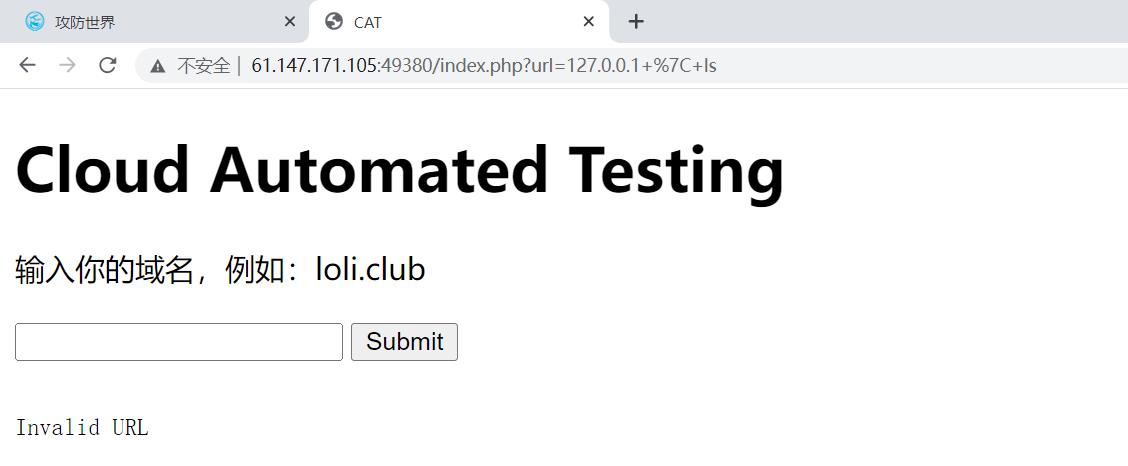 攻防世界
CAT
不安全 | 61.147.171.105:49380/index.php?url=127.0.0.1+%7C+ls
Cloud Automated Testing
输入你的域名，例如：loli.club
Submit
Invalid URL